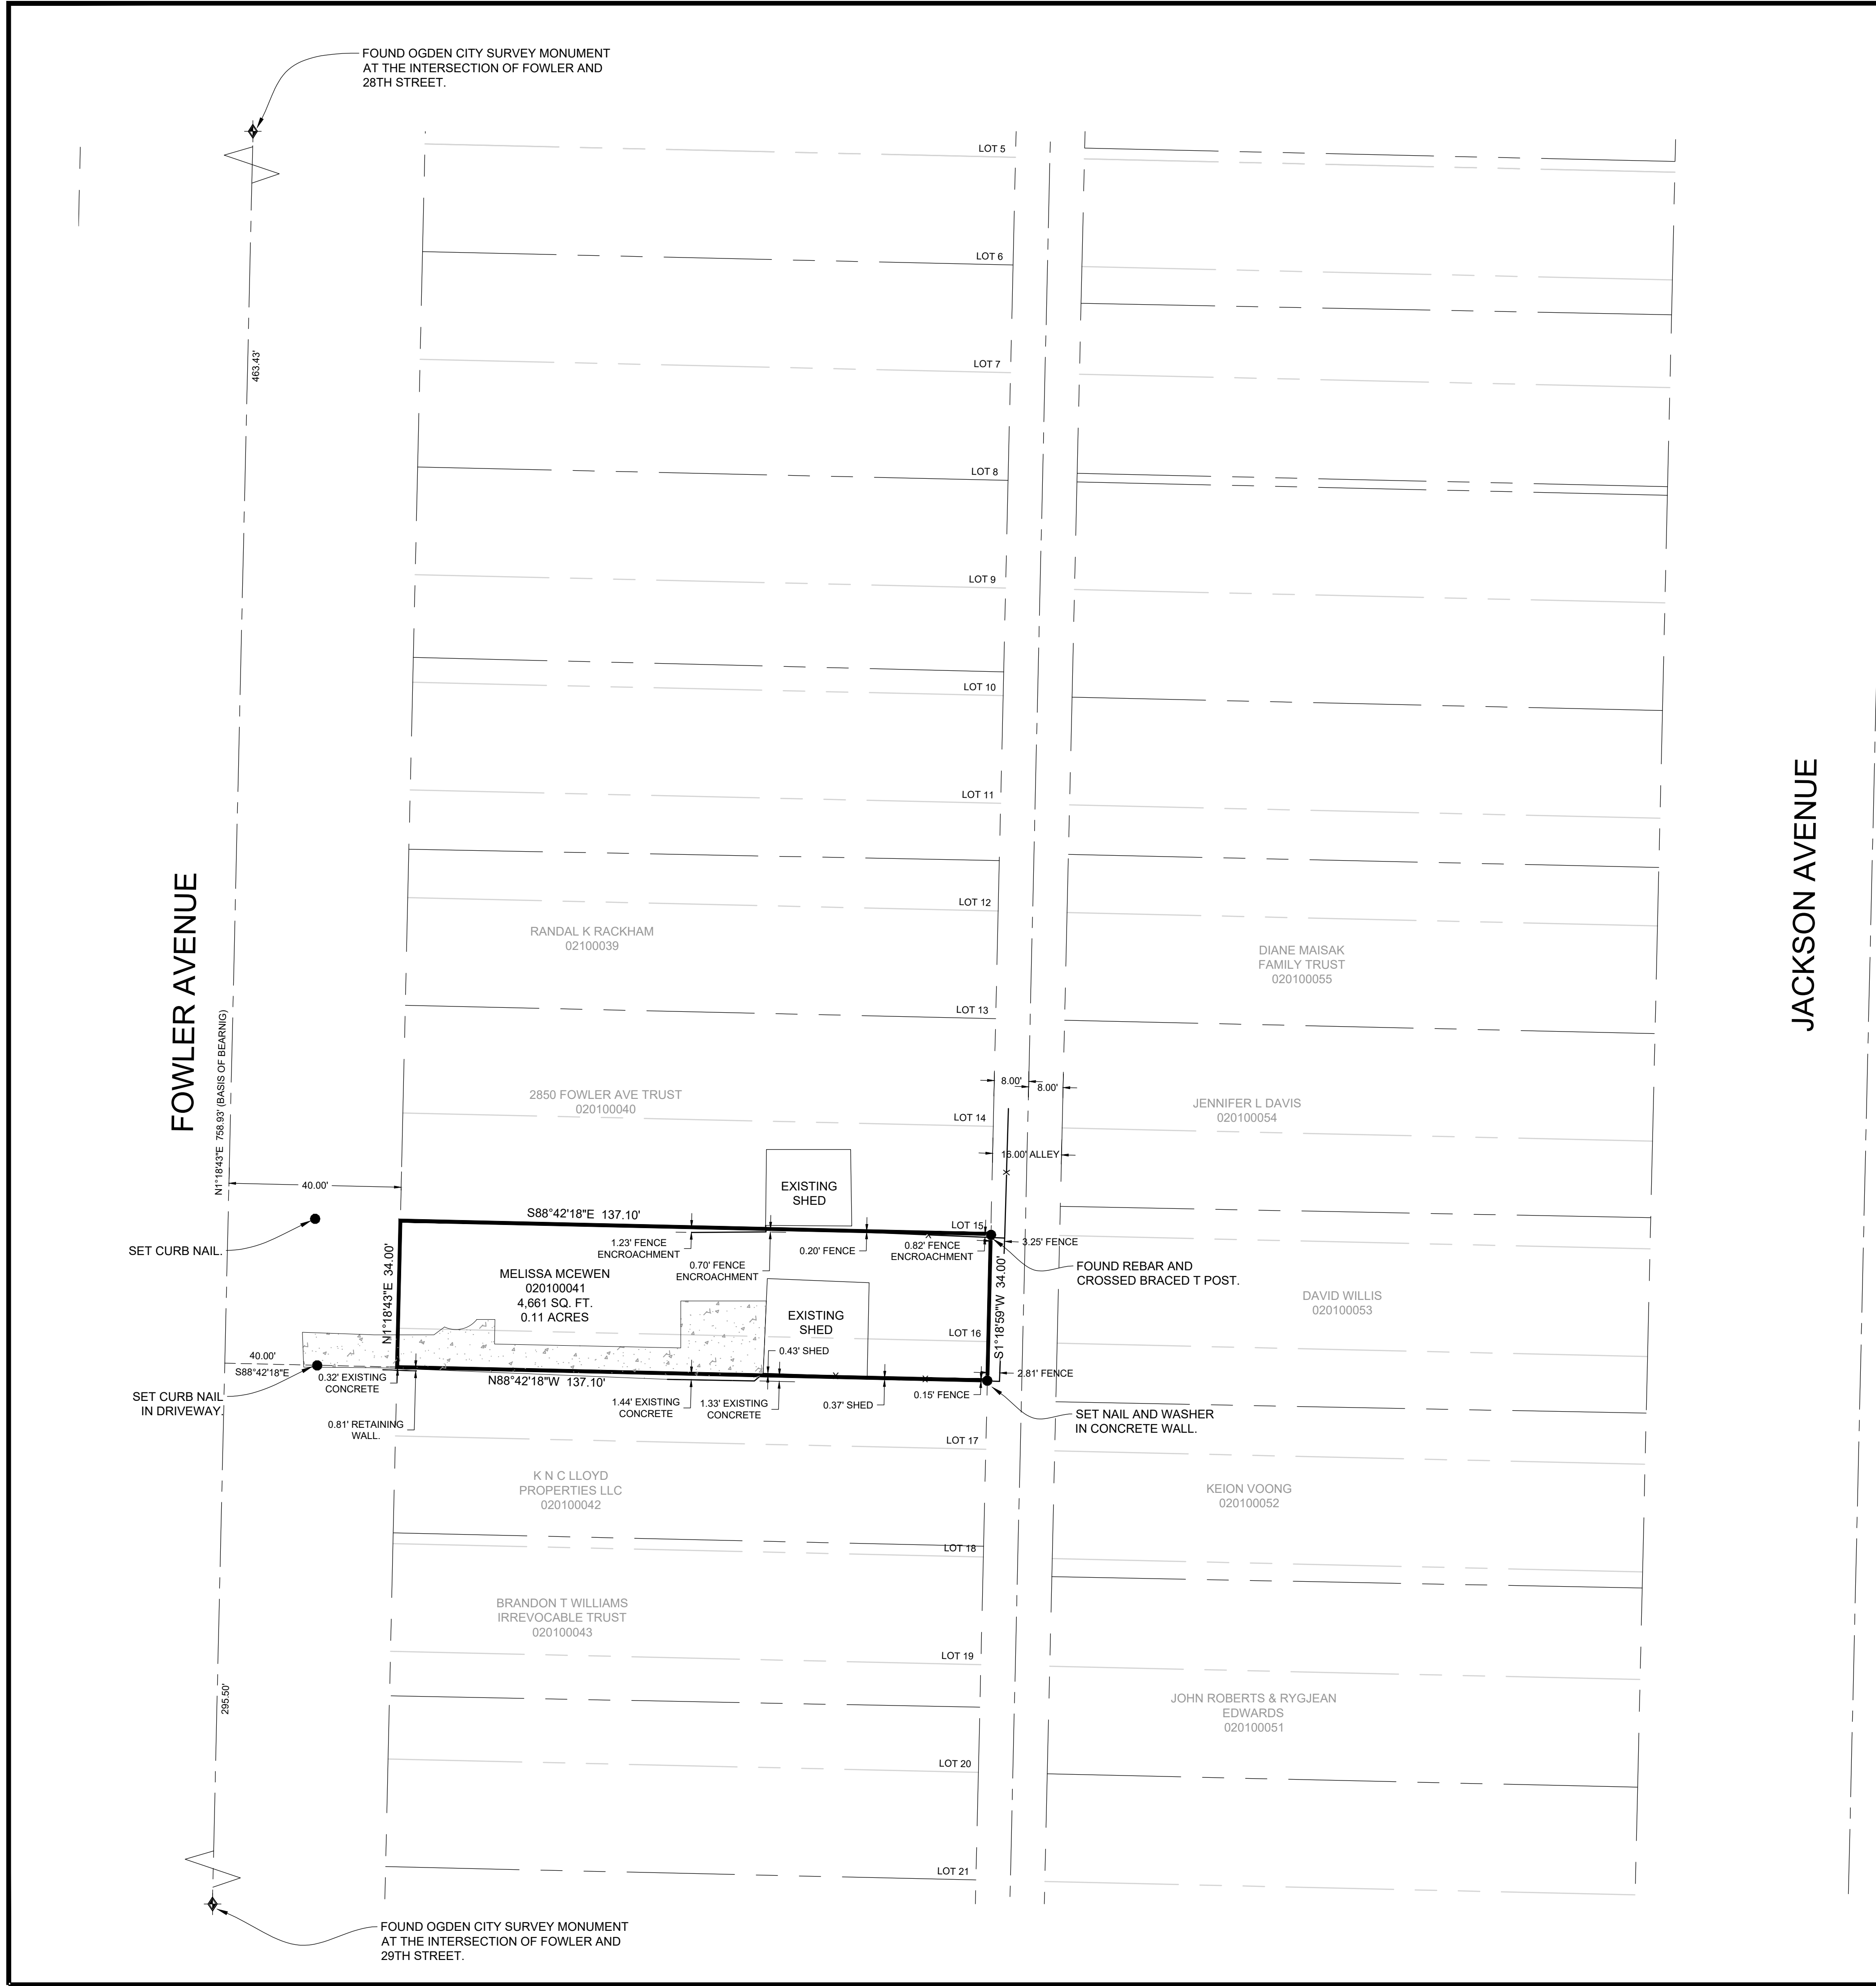 FOUND OGDEN CITY SURVEY MONUMENT
AT THE INTERSECTION OF FOWLER AND
28TH STREET.
LOT 5
LOT 6
463.43'
LOT 7
LOT 8
LOT 9
LOT 10
LOT 11
LOT 12
FOWLER AVENUE
JACKSON AVENUE
RANDAL K RACKHAM
02100039
DIANE MAISAK
FAMILY TRUST
020100055
LOT 13
N1°18'43"E 758.93' (BASIS OF BEARNIG)
8.00'
8.00'
2850 FOWLER AVE TRUST
020100040
JENNIFER L DAVIS
020100054
LOT 14
16.00' ALLEY
40.00'
EXISTING
SHED
S88°42'18"E 137.10'
LOT 15
SET CURB NAIL.
1.23' FENCE
ENCROACHMENT
0.70' FENCE
ENCROACHMENT
0.20' FENCE
0.82' FENCE
ENCROACHMENT
3.25' FENCE
FOUND REBAR AND
CROSSED BRACED T POST.
N1°18'43"E 34.00'
MELISSA MCEWEN
020100041
4,661 SQ. FT.
0.11 ACRES
S1°18'59"W 34.00'
DAVID WILLIS
020100053
EXISTING
SHED
LOT 16
0.43' SHED
40.00'
S88°42'18"E
0.32' EXISTING
CONCRETE
N88°42'18"W 137.10'
2.81' FENCE
SET CURB NAIL
IN DRIVEWAY.
0.81' RETAINING
WALL.
1.44' EXISTING
CONCRETE
1.33' EXISTING
CONCRETE
0.37' SHED
0.15' FENCE
SET NAIL AND WASHER
IN CONCRETE WALL.
LOT 17
K N C LLOYD
PROPERTIES LLC
020100042
KEION VOONG
020100052
LOT 18
BRANDON T WILLIAMS
IRREVOCABLE TRUST
020100043
LOT 19
295.50'
JOHN ROBERTS & RYGJEAN
EDWARDS
020100051
LOT 20
LOT 21
FOUND OGDEN CITY SURVEY MONUMENT
AT THE INTERSECTION OF FOWLER AND
29TH STREET.